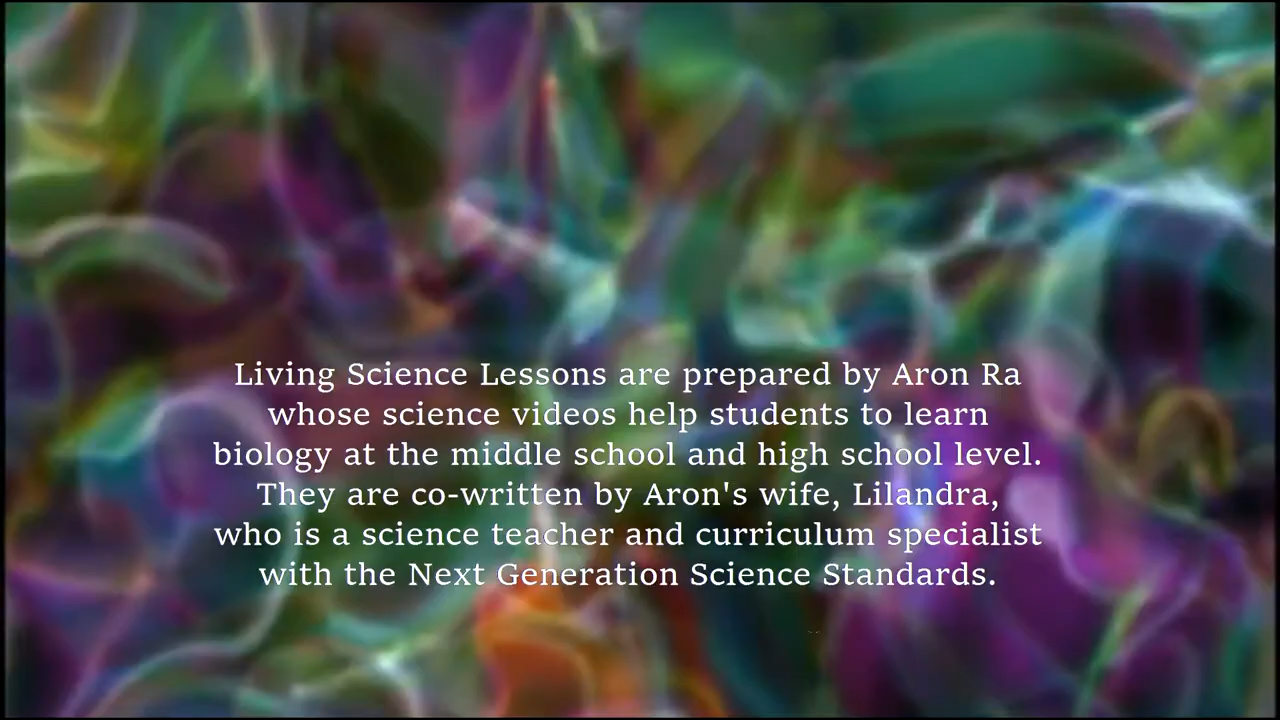 Living Science Lessons are prepared by Aron Ra
whose science videos help students to learn
biology at the middle school and high school level.
They are co-written by Aron's wife, Lilandra,
who is a science teacher and curriculum specialist
with the Next Generation Science Standards.